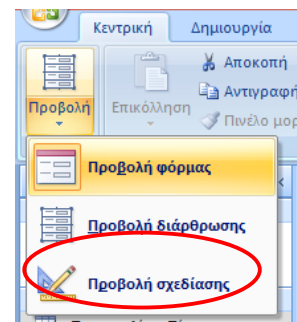 Κεντρική Δημιουργία
Προβολή
Επικόλληση
Αποκοπή
Αντιγραφή
Πινέλο μορ
Προβολή φόρμας
Προβολή διάρθρωσης
Προβολή σχεδίασης